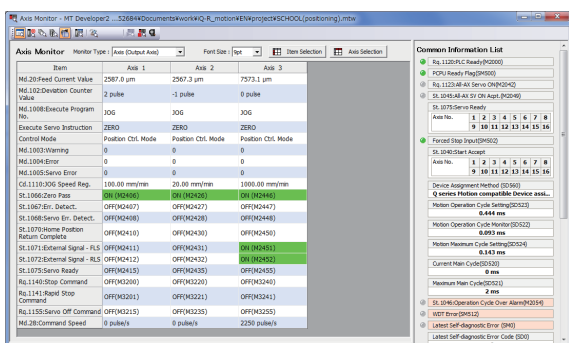 Axis Monitor - MT Developer2 ...52684¥Documents¥work¥iQ-R_motion¥EN¥project¥SCHOOL(positioning).mtw
Axis Monitor Monitor Type : Axis (Output Axis) Font Size : 9pt Item Selection Axis Selection
Item Axis 1 Axis 2 Axis 3
Md.20:Feed Current Value 2587.0 µm 2567.3 µm 7573.1 µm
Md.102:Deviation Counter Value 2 pulse -1 pulse 0 pulse
Md.1008:Execute Program No. JOG JOG JOG
Execute Servo Instruction ZERO ZERO ZERO
Control Mode Position Ctrl. Mode Position Ctrl. Mode Position Ctrl. Mode
Md.1003:Warning 0 0 0
Md.1004:Error 0 0 0
Md.1005:Servo Error 0 0 0
Cd.1110:JOG Speed Reg. 100.00 mm/min 20.00 mm/min 1000.00 mm/min
St.1066:Zero Pass ON (M2406) ON (M2426) ON (M2446)
St.1067:Err. Detect. OFF(M2407) OFF(M2427) OFF(M2447)
St.1068:Servo Err. Detect. OFF(M2408) OFF(M2428) OFF(M2448)
St.1070:Home Position Return Complete OFF(M2410) OFF(M2430) OFF(M2450)
St.1071:External Signal - FLS OFF(M2411) OFF(M2431) ON (M2451)
St.1072:External Signal - RLS OFF(M2412) OFF(M2432) ON (M2452)
St.1075:Servo Ready OFF(M2415) OFF(M2435) OFF(M2455)
Rq.1140:Stop Command OFF(M3200) OFF(M3220) OFF(M3240)
Rq.1141:Rapid Stop Command OFF(M3201) OFF(M3221) OFF(M3241)
Rq.1155:Servo Off Command OFF(M3215) OFF(M3235) OFF(M3255)
Md.28:Command Speed 0 pulse/s 0 pulse/s 2250 pulse/s
Common Information List
Rq.1120:PLC Ready(M2000)
PCPU Ready Flag(SM500)
Rq.1123:All-AX Servo ON(M2042)
St.1045:All-AX SV ON Acpt.(M2049)
St.1075:Servo Ready
Axis No. 1 2 3 4 5 6 7 8
9 10 11 12 13 14 15 16
Forced Stop Input(SM502)
St.1040:Start Accept
Axis No. 1 2 3 4 5 6 7 8
9 10 11 12 13 14 15 16
Device Assignment Method (SD560)
Q series Motion compatible Device assi...
Motion Operation Cycle Setting(SD523)
0.444 ms
Motion Operation Cycle Monitor(SD522)
0.093 ms
Motion Maximum Cycle Setting(SD524)
0.143 ms
Current Main Cycle(SD520)
0 ms
Maximum Main Cycle(SD521)
2 ms
St.1046:Operation Cycle Over Alarm(M2054)
WDT Error(SM512)
Latest Self-diagnostic Error (SM0)
Latest Self-diagnostic Error Code (SD0)